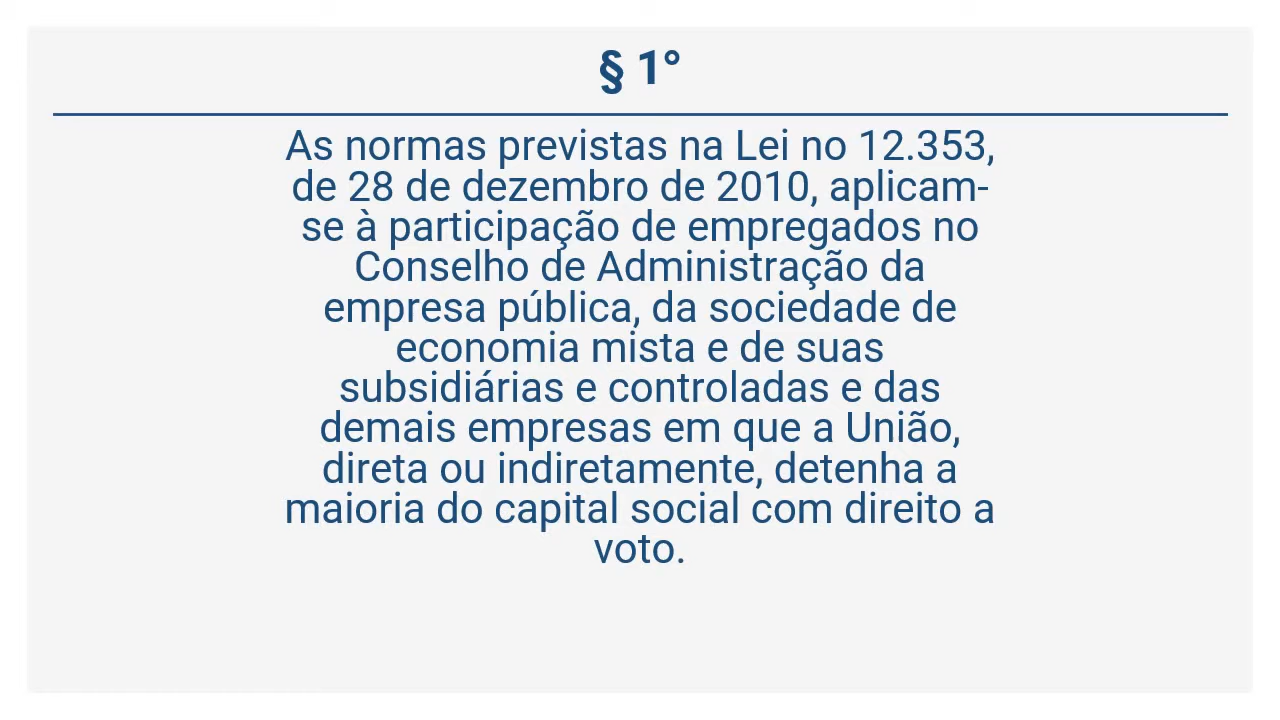 § 1°
As normas previstas na Lei no 12.353,
de 28 de dezembro de 2010, aplicam-
se à participação de empregados no
Conselho de Administração da
empresa pública, da sociedade de
economia mista e de suas
subsidiárias e controladas e das
demais empresas em que a União,
direta ou indiretamente, detenha a
maioria do capital social com direito a
voto.